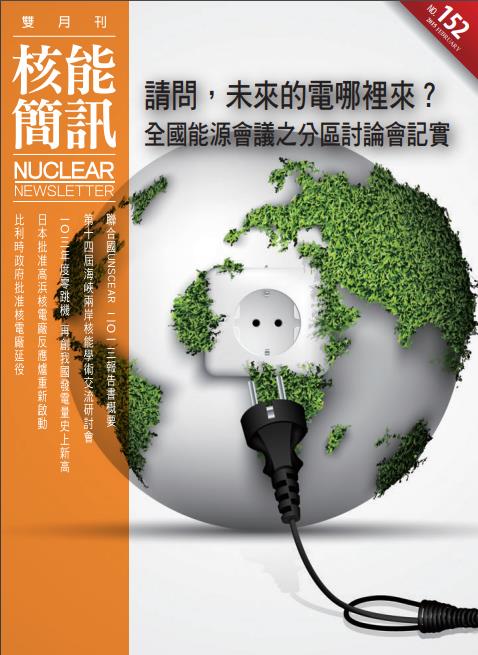 雙月刊
核能
簡訊
NUCLEAR
NEWSLETTER
NO. 152
2015 FEBRUARY
請問，未來的電哪裡來？
全國能源會議之分區討論會記實
聯合國UNSCEAR 二〇一三報告書概要
第十四屆海峽兩岸核能學術交流研討會
一〇三年度零跳機 再創我國發電量史上新高
日本批准高浜核電廠反應爐重新啟動
比利時政府批准核電廠延役